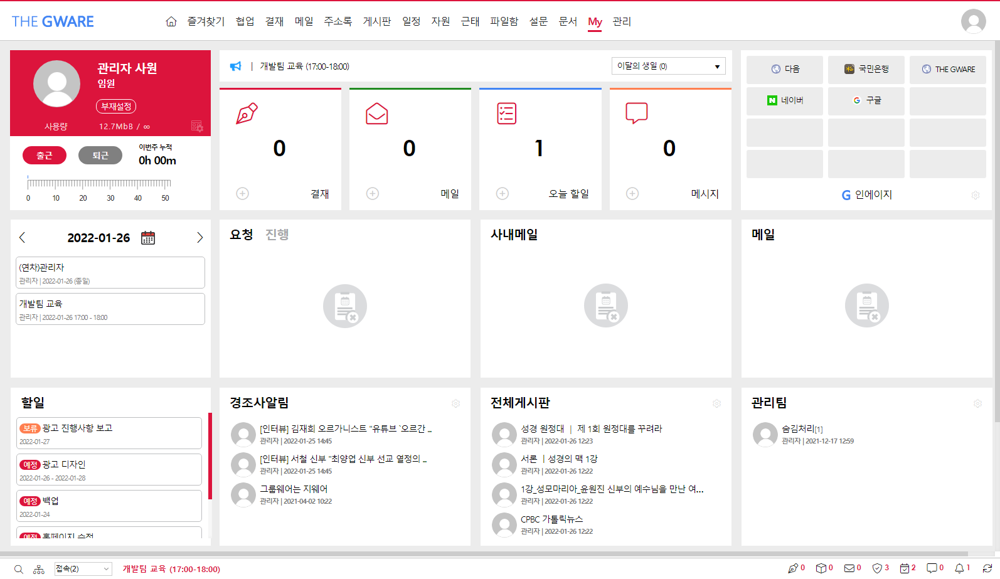 THE GWARE 즐겨찾기 협업 결재 메일 주소록 게시판 일정 자원 근태 파일함 설문 문서 My 관리
관리자 사원
임원
부재설정
사용량 12.7MbB / ∞
출근 퇴근
이번주 누적
0h 00m
0 10 20 30 40 50
| 개발팀 교육 (17:00-18:00)
이달의 생일 (0)
0
결재
0
메일
1
오늘 할일
0
메시지
다음 국민은행 THE GWARE
네이버 구글
G 인에이지
2022-01-26
(연차)관리자
관리자 | 2022-01-26 (종일)
개발팀 교육
관리자 | 2022-01-26 17:00 - 18:00
요청 진행
사내메일
메일
할일
보류 광고 진행사항 보고
2022-01-27
예정 광고 디자인
2022-01-26 - 2022-01-28
예정 백업
2022-01-24
예정 홈페이지 수정
경조사알림
[인터뷰] 김재희 오르가니스트 "유튜브 `오르간 ...
관리자 | 2022-01-25 14:45
[인터뷰] 서철 신부 "최양업 신부 선교 열정의 ...
관리자 | 2022-01-25 14:45
그룹웨어는 지웨어
관리자 | 2021-04-02 10:22
전체게시판
성경 원정대 ㅣ 제 1회 원정대를 꾸려라
관리자 | 2022-01-26 12:23
서론 ㅣ성경의 맥 1강
관리자 | 2022-01-26 12:22
1강_성모마리아_윤원진 신부의 예수님을 만난 여...
관리자 | 2022-01-26 12:22
CPBC 가톨릭뉴스
관리자 | 2022-01-26 12:22
관리팀
숨김처리[1]
관리자 | 2021-12-17 12:59
접속(2) 개발팀 교육 (17:00-18:00) 0 0 0 3 2 0 1